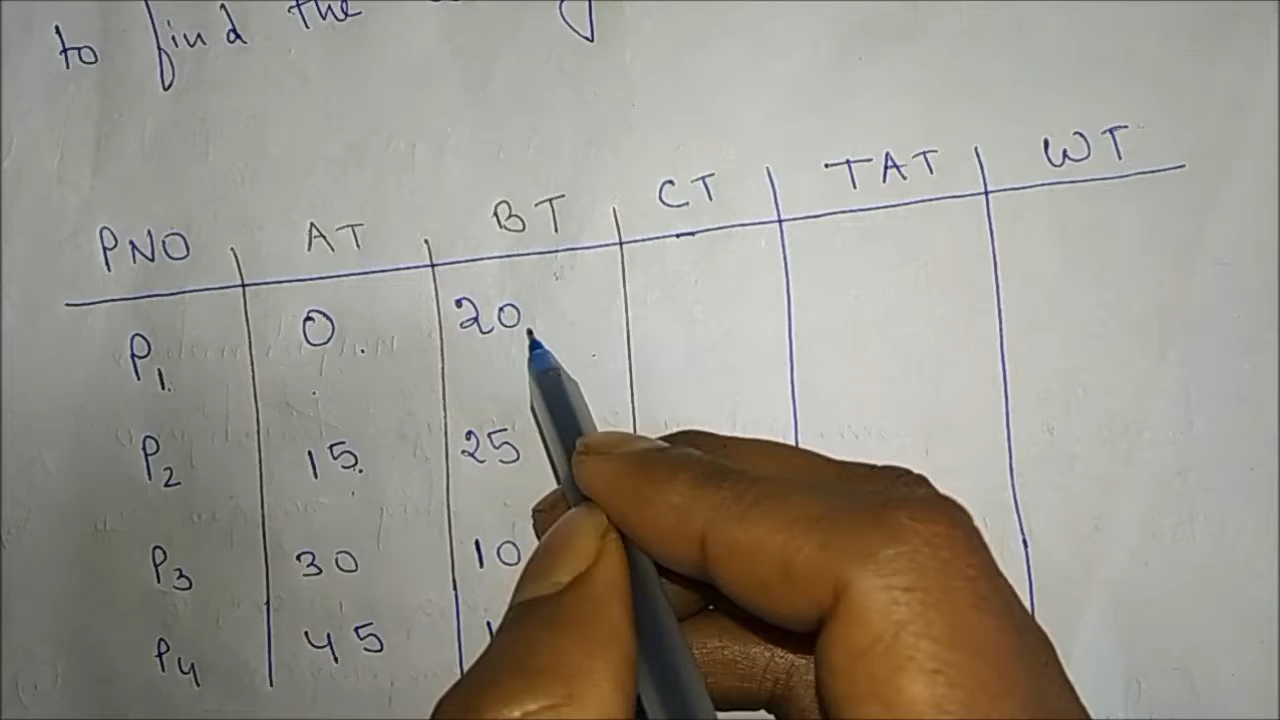 to find the
PNO AT BT CT TAT WT
P1 0 20
P2 15 25
P3 30 10
P4 45